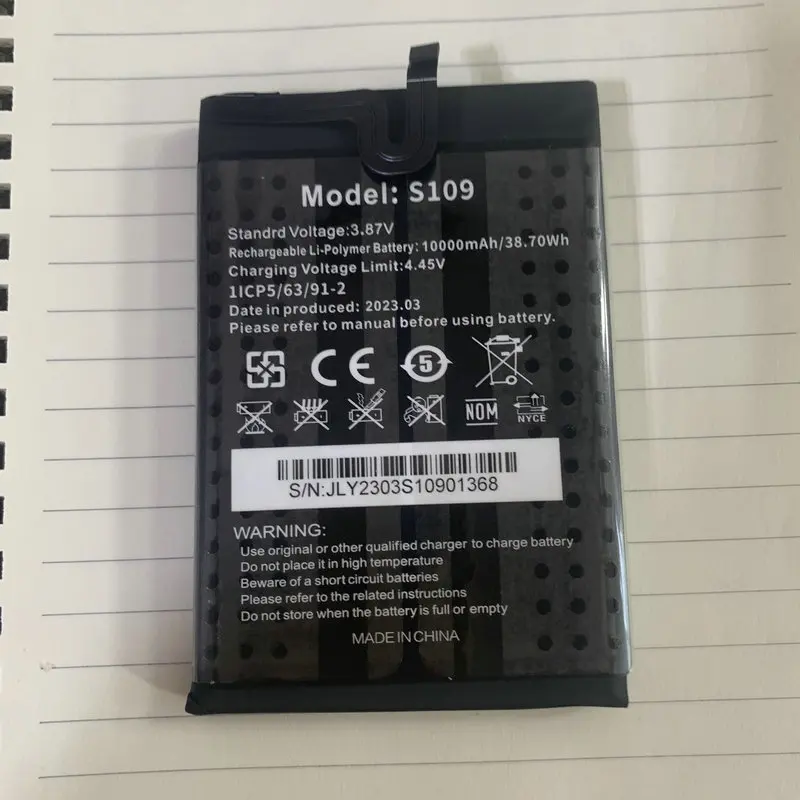 Model: S109
Standrd Voltage:3.87V
Rechargeable Li-Polymer Battery: 10000mAh/38.70Wh
Charging Voltage Limit:4.45V
1ICP5/63/91-2
Date in produced: 2023.03
Please refer to manual before using battery.
CE 5
NOM NYCE
S/N:JLY2303S10901368
WARNING:
Use original or other qualified charger to charge battery
Do not place it in high temperature
Beware of a short circuit batteries
Please refer to the related instructions
Do not store when the battery is full or empty
MADE IN CHINA